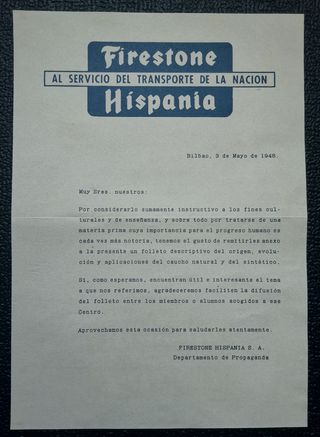 Firestone
AL SERVICIO DEL TRANSPORTE DE LA NACION
Hispania
Bilbao, 3 de Mayo de 1948.
Muy Sres. nuestros:
Por considerarlo sumamente instructivo a los fines cul-
turales y de enseñanza, y sobre todo por tratarse de una
materia prima cuya importancia para el progreso humano es
cada vez más notoria, tenemos el gusto de remitirles anexo
a la presente un folleto descriptivo del origen, evolu-
ción y aplicaciones del caucho natural y del sintético.
Si, como esperamos, encuentran útil e interesante el tema
a que nos referimos, agradeceremos faciliten la difusión
del folleto entre los miembros o alumnos acogidos a ese
Centro.
Aprovechamos esta ocasión para saludarles atentamente.
FIRESTONE HISPANIA S. A.
Departamento de Propaganda